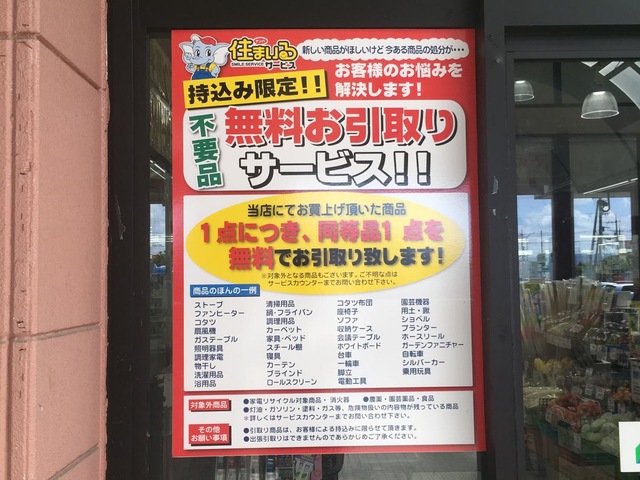 住まいるサービス
SMILE SERVICE
新しい商品がほしいけど 今ある商品の処分が・・・
持込み限定!!
お客様のお悩みを
解決します!
不要品
無料お引取り
サービス!!
当店にてお買上げ頂いた商品
1点につき、同等品1点を
無料でお引取り致します!
※対象外となる商品もございます。ご不明な点は
サービスカウンターまでお問い合わせ下さい。
商品のほんの一例
ストーブ
ファンヒーター
コタツ
扇風機
ガステーブル
照明器具
調理家電
物干し
洗濯用品
浴用品
清掃用品
鍋・フライパン
調理用品
カーペット
家具・ベッド
スチール棚
寝具
カーテン
ブラインド
ロールスクリーン
コタツ布団
座椅子
ソファ
収納ケース
会議テーブル
ホワイトボード
台車
一輪車
脚立
電動工具
園芸機器
用土・鍬
ショベル
プランター
ホースリール
ガーデンファニチャー
自転車
シルバーカー
乗用玩具
対象外商品
●家電リサイクル対象商品・消火器 ●農薬・園芸薬品・食品
●灯油・ガソリン・塗料・ガス等、危険物扱いの内容物が残っている商品
※詳しくはサービスカウンターまでお問い合わせ下さい。
その他
お願い事項
●引取り商品は、お客様による持込みに限らせて頂きます。
●出張引取りはできませんのであらかじめご了承ください。